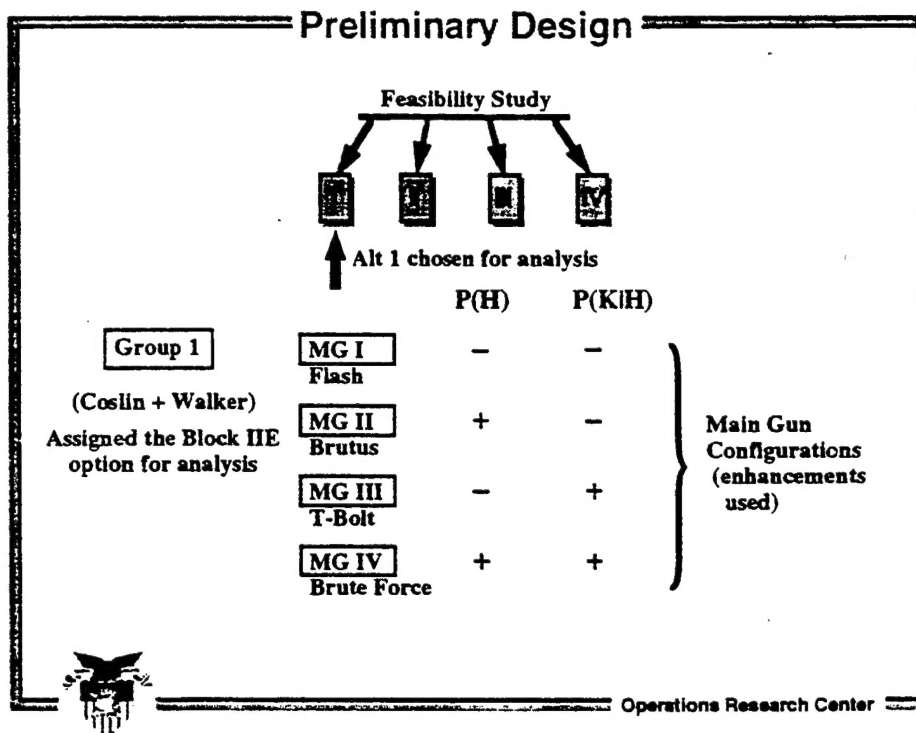 Preliminary Design
Feasibility Study
IV
Alt 1 chosen for analysis
P(H) P(K|H)
Group 1
(Coslin + Walker)
Assigned the Block IIE
option for analysis
MG I − −
Flash
MG II + −
Brutus
MG III − +
T-Bolt
MG IV + +
Brute Force
Main Gun
Configurations
(enhancements
used)
Operations Research Center